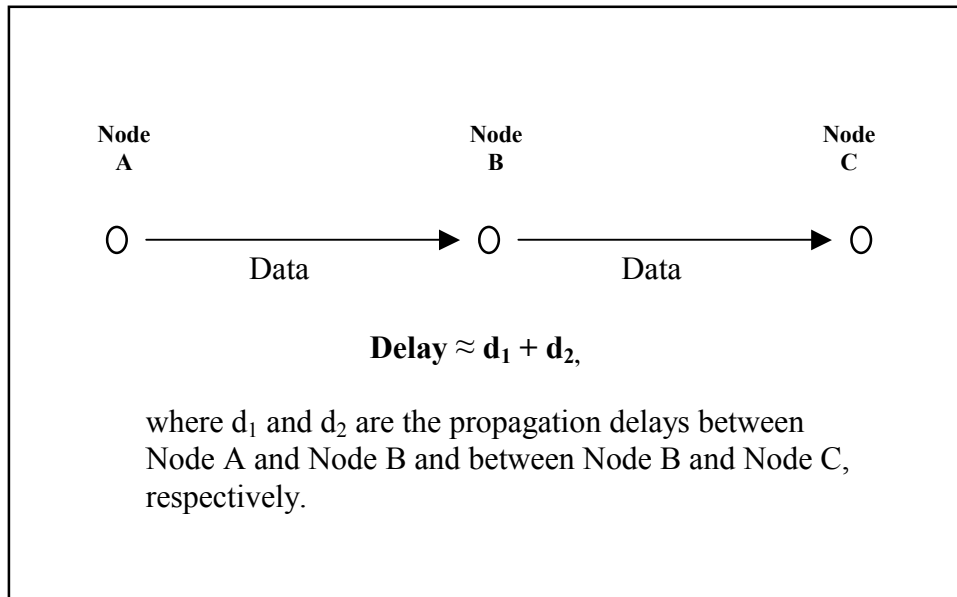 Node
A
Node
B
Node
C
Data
Data
Delay ≈ d₁ + d₂,
where d₁ and d₂ are the propagation delays between
Node A and Node B and between Node B and Node C,
respectively.